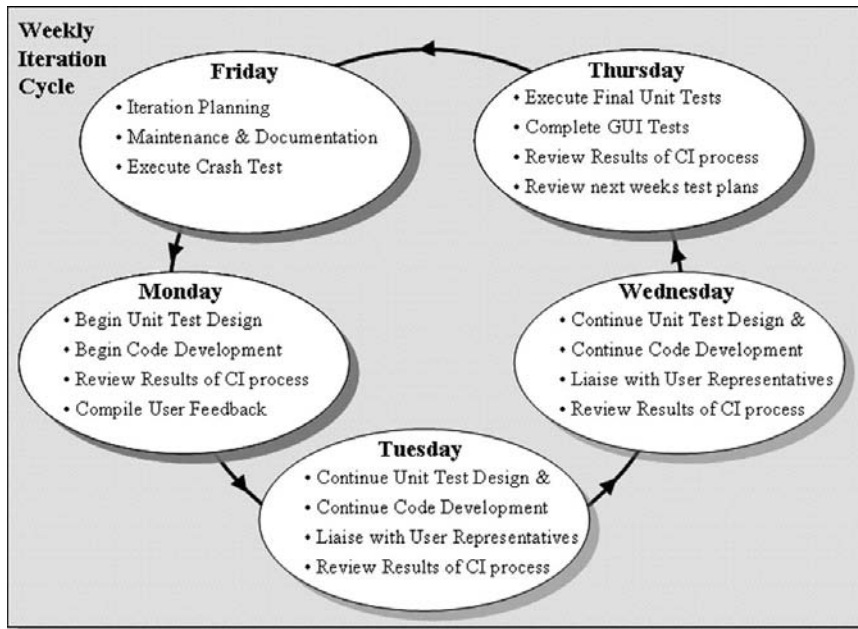 Weekly
Iteration
Cycle
Friday
• Iteration Planning
• Maintenance & Documentation
• Execute Crash Test
Thursday
• Execute Final Unit Tests
• Complete GUI Tests
• Review Results of CI process
• Review next weeks test plans
Monday
• Begin Unit Test Design
• Begin Code Development
• Review Results of CI process
• Compile User Feedback
Wednesday
• Continue Unit Test Design &
• Continue Code Development
• Liaise with User Representatives
• Review Results of CI process
Tuesday
• Continue Unit Test Design &
• Continue Code Development
• Liaise with User Representatives
• Review Results of CI process